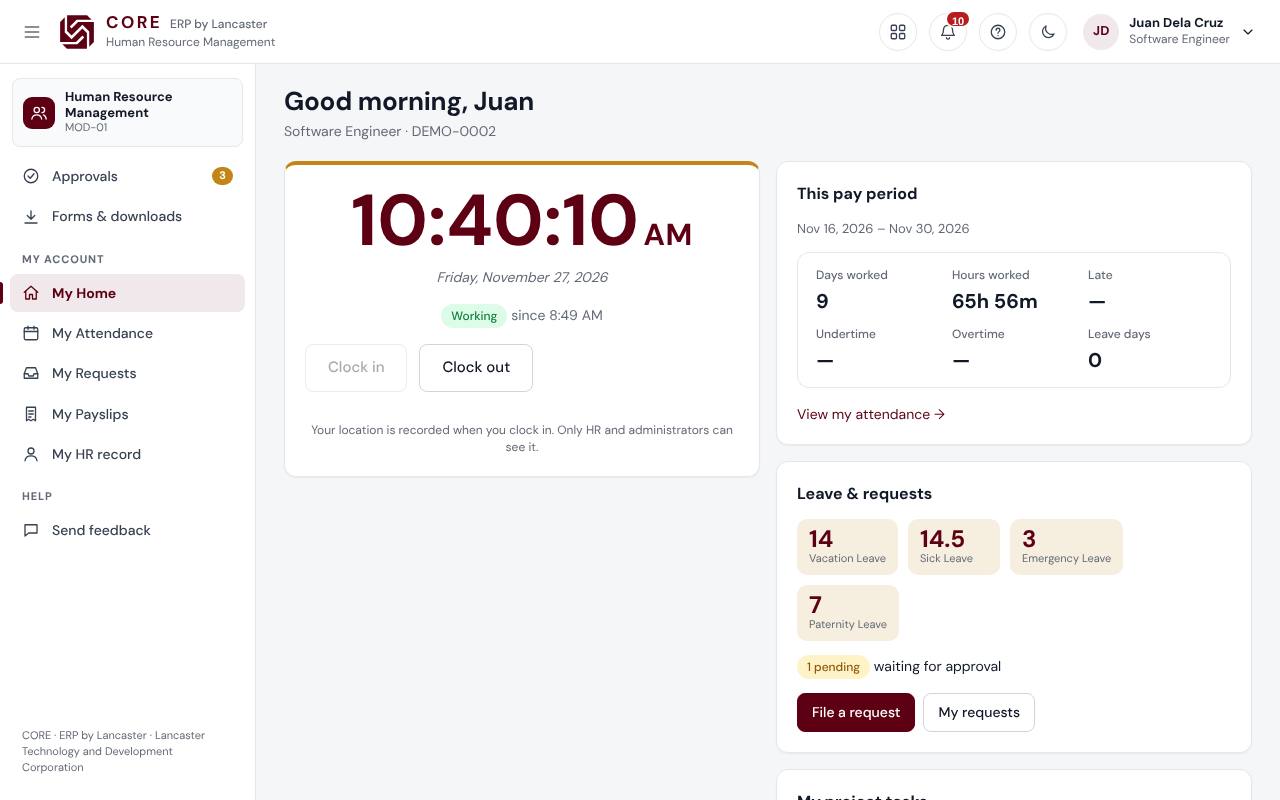 CORE ERP by Lancaster
Human Resource Management
10
JD
Juan Dela Cruz
Software Engineer
Human Resource
Management
MOD-01
Approvals
3
Forms & downloads
MY ACCOUNT
My Home
My Attendance
My Requests
My Payslips
My HR record
HELP
Send feedback
CORE · ERP by Lancaster · Lancaster
Technology and Development
Corporation
Good morning, Juan
Software Engineer · DEMO-0002
10:40:10 AM
Friday, November 27, 2026
Working since 8:49 AM
Clock in
Clock out
Your location is recorded when you clock in. Only HR and administrators can
see it.
This pay period
Nov 16, 2026 – Nov 30, 2026
Days worked
Hours worked
Late
9
65h 56m
—
Undertime
Overtime
Leave days
—
—
0
View my attendance →
Leave & requests
14
Vacation Leave
14.5
Sick Leave
3
Emergency Leave
7
Paternity Leave
1 pending waiting for approval
File a request
My requests
My project tasks